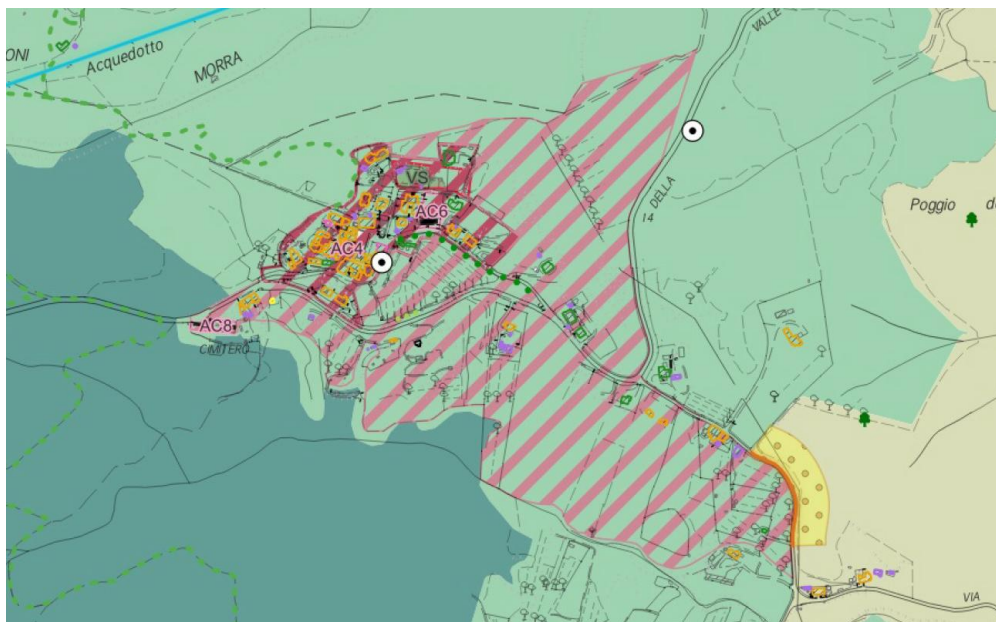 VALLE
ONI
Acquedotto
MORRA
VS
DELLA
AC6
14
Poggio d
AC4
AC8
CIMITERO
VIA